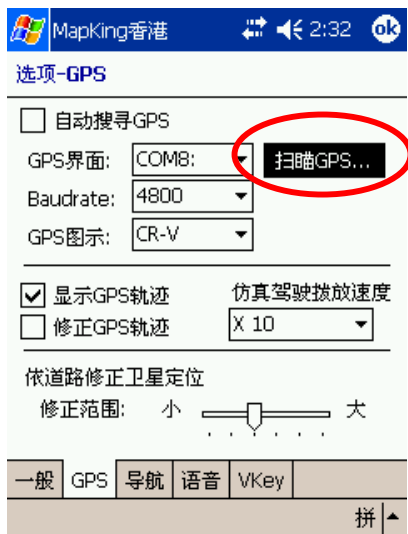 MapKing香港 2:32 ok
选项-GPS
自动搜寻GPS
GPS界面: COM8: 扫瞄GPS...
Baudrate: 4800
GPS图示: CR-V
显示GPS轨迹 仿真驾驶拨放速度
修正GPS轨迹 X 10
依道路修正卫星定位
修正范围: 小 大
一般 GPS 导航 语音 VKey
拼